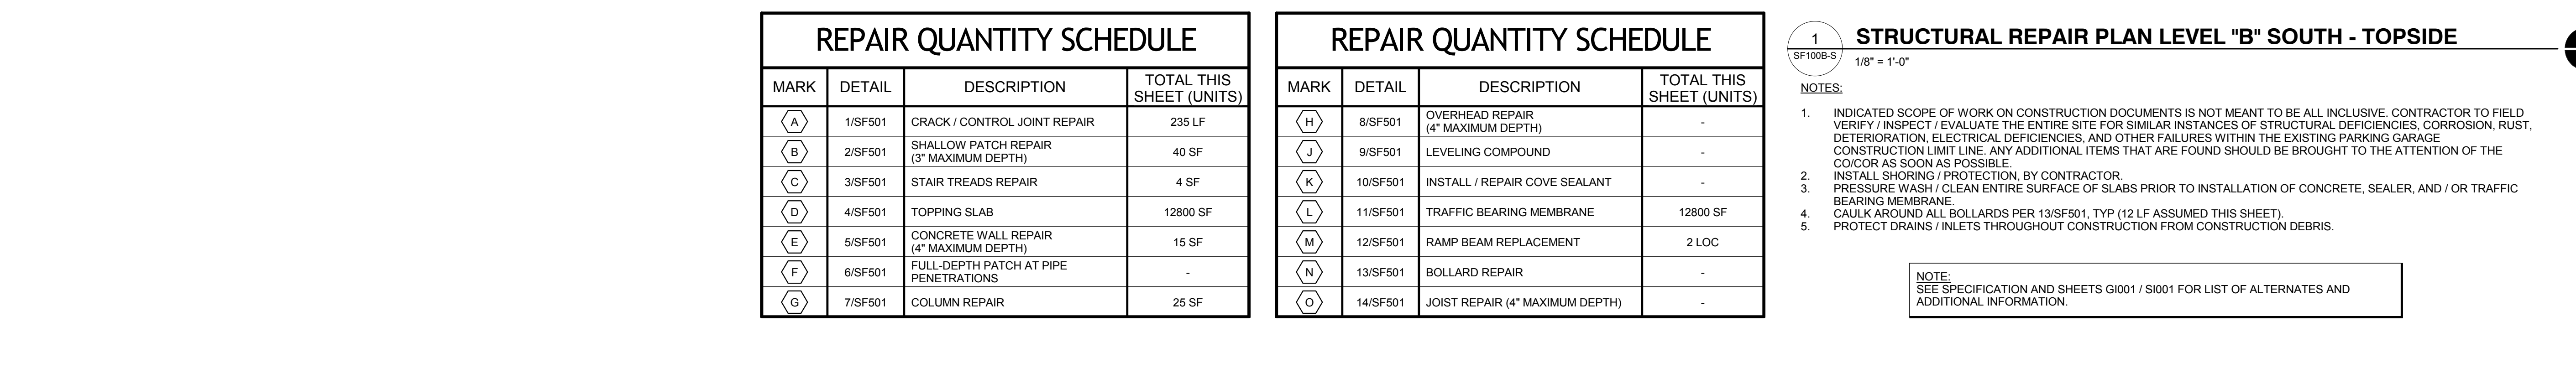 REPAIR QUANTITY SCHEDULE
MARK DETAIL DESCRIPTION TOTAL THIS
SHEET (UNITS)
A 1/SF501 CRACK / CONTROL JOINT REPAIR 235 LF
B 2/SF501 SHALLOW PATCH REPAIR
(3" MAXIMUM DEPTH) 40 SF
C 3/SF501 STAIR TREADS REPAIR 4 SF
D 4/SF501 TOPPING SLAB 12800 SF
E 5/SF501 CONCRETE WALL REPAIR
(4" MAXIMUM DEPTH) 15 SF
F 6/SF501 FULL-DEPTH PATCH AT PIPE
PENETRATIONS -
G 7/SF501 COLUMN REPAIR 25 SF
REPAIR QUANTITY SCHEDULE
MARK DETAIL DESCRIPTION TOTAL THIS
SHEET (UNITS)
H 8/SF501 OVERHEAD REPAIR
(4" MAXIMUM DEPTH) -
J 9/SF501 LEVELING COMPOUND -
K 10/SF501 INSTALL / REPAIR COVE SEALANT -
L 11/SF501 TRAFFIC BEARING MEMBRANE 12800 SF
M 12/SF501 RAMP BEAM REPLACEMENT 2 LOC
N 13/SF501 BOLLARD REPAIR -
O 14/SF501 JOIST REPAIR (4" MAXIMUM DEPTH) -
1 STRUCTURAL REPAIR PLAN LEVEL "B" SOUTH - TOPSIDE
SF100B-S 1/8" = 1'-0"
NOTES:
1. INDICATED SCOPE OF WORK ON CONSTRUCTION DOCUMENTS IS NOT MEANT TO BE ALL INCLUSIVE. CONTRACTOR TO FIELD
VERIFY / INSPECT / EVALUATE THE ENTIRE SITE FOR SIMILAR INSTANCES OF STRUCTURAL DEFICIENCIES, CORROSION, RUST,
DETERIORATION, ELECTRICAL DEFICIENCIES, AND OTHER FAILURES WITHIN THE EXISTING PARKING GARAGE
CONSTRUCTION LIMIT LINE. ANY ADDITIONAL ITEMS THAT ARE FOUND SHOULD BE BROUGHT TO THE ATTENTION OF THE
CO/COR AS SOON AS POSSIBLE.
2. INSTALL SHORING / PROTECTION, BY CONTRACTOR.
3. PRESSURE WASH / CLEAN ENTIRE SURFACE OF SLABS PRIOR TO INSTALLATION OF CONCRETE, SEALER, AND / OR TRAFFIC
BEARING MEMBRANE.
4. CAULK AROUND ALL BOLLARDS PER 13/SF501, TYP (12 LF ASSUMED THIS SHEET).
5. PROTECT DRAINS / INLETS THROUGHOUT CONSTRUCTION FROM CONSTRUCTION DEBRIS.
NOTE:
SEE SPECIFICATION AND SHEETS GI001 / SI001 FOR LIST OF ALTERNATES AND
ADDITIONAL INFORMATION.